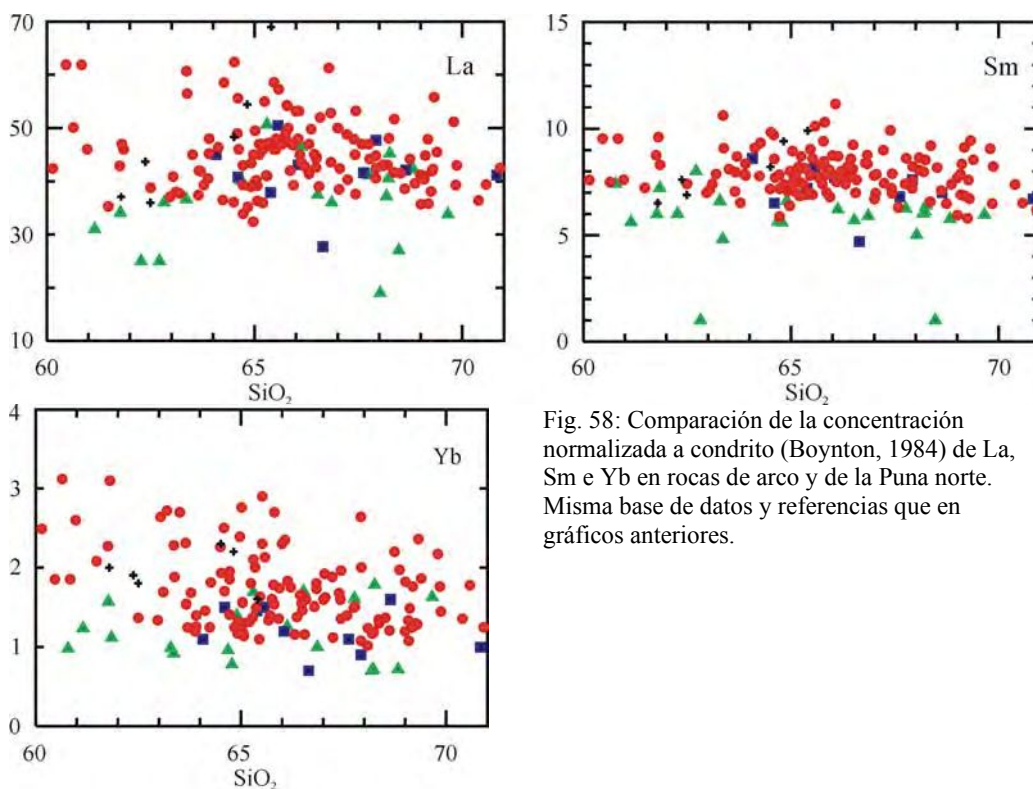 70
La
50
30
10
60
65
70
SiO2
15
Sm
10
5
0
60
65
70
SiO2
4
Yb
3
2
1
0
60
65
70
SiO2
Fig. 58: Comparación de la concentración
normalizada a condrito (Boynton, 1984) de La,
Sm e Yb en rocas de arco y de la Puna norte.
Misma base de datos y referencias que en
gráficos anteriores.